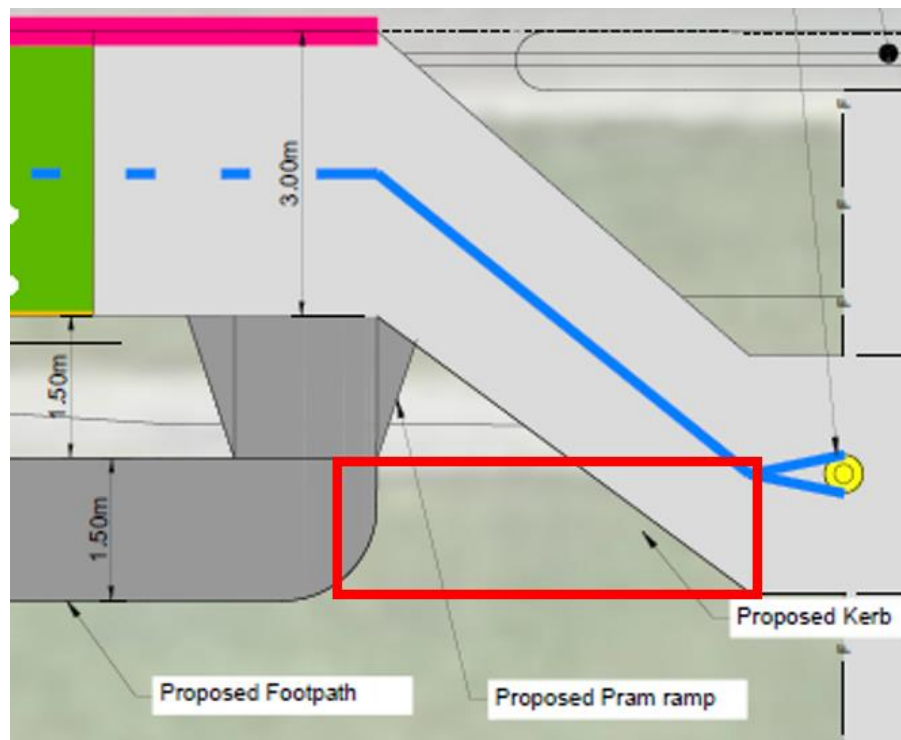 3.00m
1.50m
1.50m
F
F
F
Proposed Kerb
F
Proposed Footpath
Proposed Pram ramp